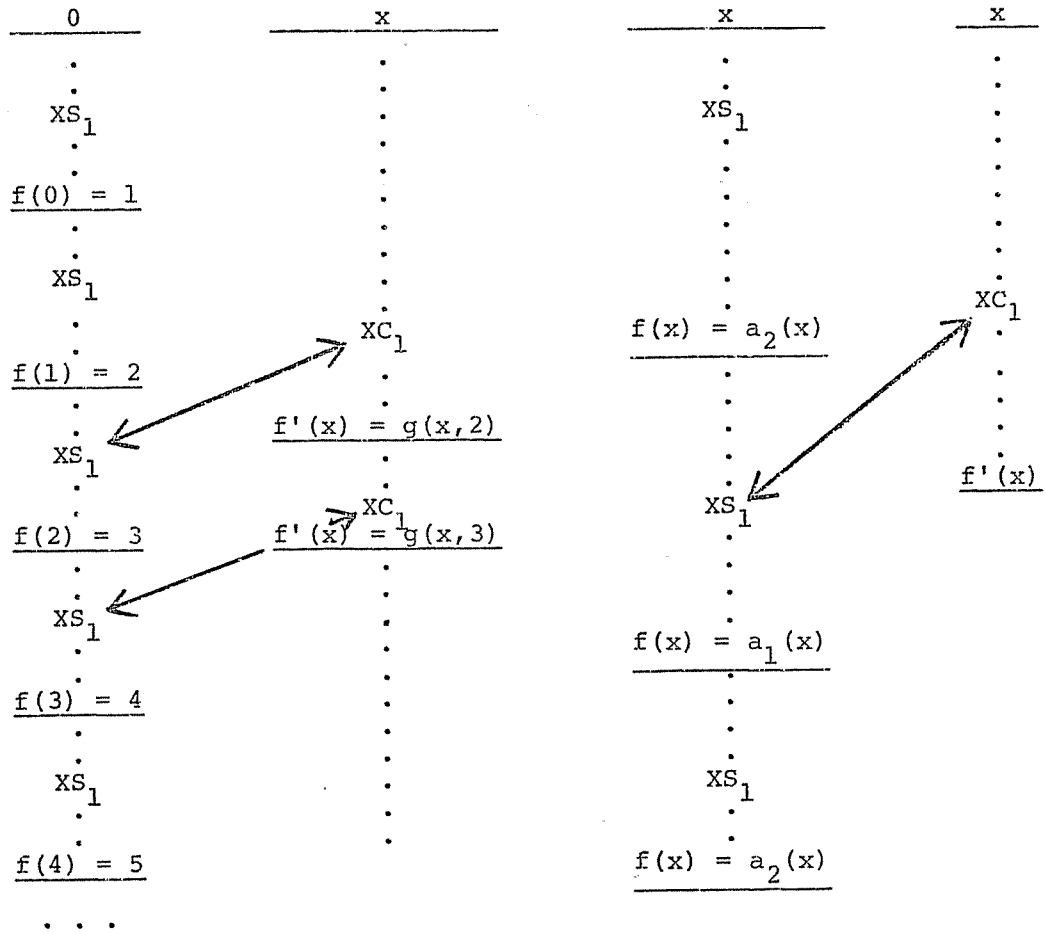 0 x x x
XS₁ XS₁
f(0) = 1
XS₁
XC₁ XC₁
f(x) = a₂(x)
f(1) = 2
f'(x) = g(x,2)
XS₁
f'(x)
XS₁
XC₁
f(2) = 3 f'(x) = g(x,3)
XS₁
f(x) = a₁(x)
f(3) = 4
XS₁ XS₁
f(4) = 5 f(x) = a₂(x)
. . .